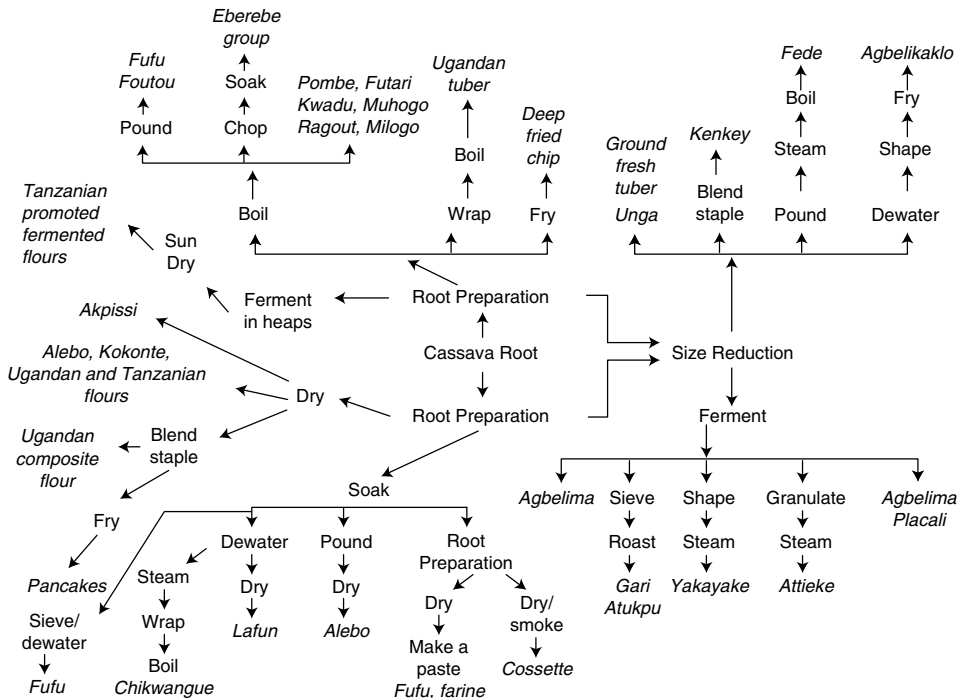 Eberebe
group
Fufu
Foutou
Soak
Pound
Chop
Pombe, Futari
Kwadu, Muhogo
Ragout, Milogo
Ugandan
tuber
Boil
Deep
fried
chip
Boil
Wrap
Fry
Fede
Boil
Steam
Pound
Agbelikaklo
Fry
Shape
Dewater
Kenkey
Blend
staple
Ground
fresh
tuber
Unga
Tanzanian
promoted
fermented
flours
Sun
Dry
Ferment
in heaps
Root Preparation
Akpissi
Cassava Root
Size Reduction
Alebo, Kokonte,
Ugandan and Tanzanian
flours
Dry
Root Preparation
Ferment
Ugandan
composite
flour
Blend
staple
Soak
Fry
Pancakes
Agbelima
Sieve
Roast
Gari
Atukpu
Shape
Steam
Yakayake
Granulate
Steam
Attieke
Agbelima
Placali
Sieve/
dewater
Fufu
Dewater
Steam
Wrap
Boil
Chikwangue
Dry
Lafun
Pound
Dry
Alebo
Root
Preparation
Dry
Make a
paste
Fufu, farine
Dry/
smoke
Cossette